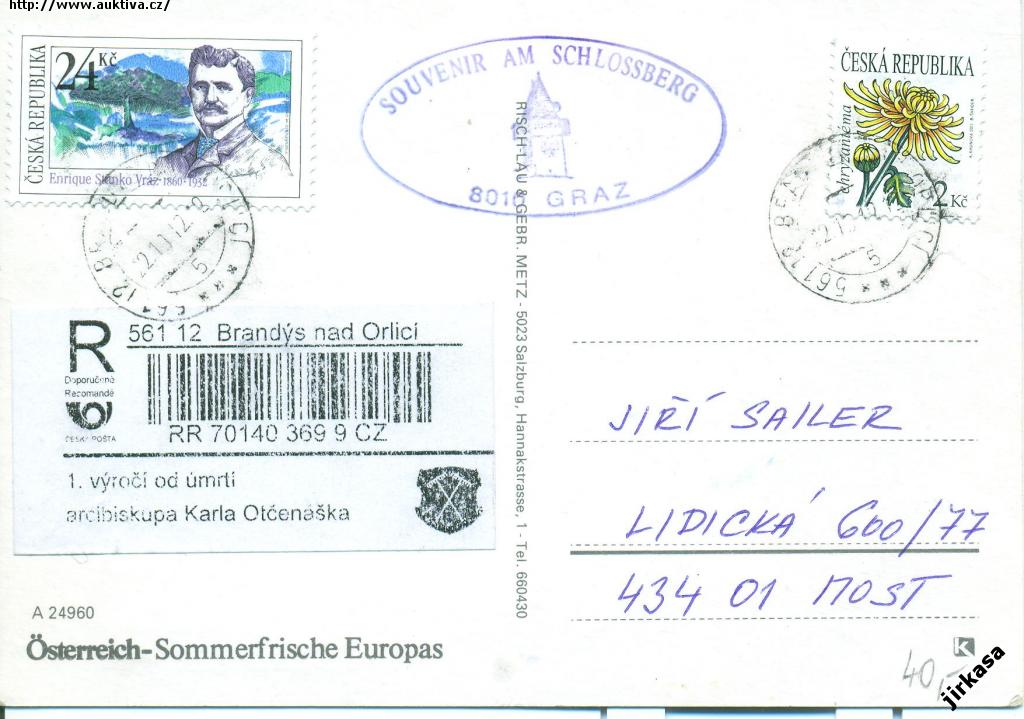 http://www.auktiva.cz/
ČESKÁ REPUBLIKA
24 Kč
Enrique Stanko Vráz 1860-1932
SOUVENIR AM SCHLOSSBERG
GRAZ
ČESKÁ REPUBLIKA
chryzantéma
2 Kč
R
Doporučeně
Recomandé
ČESKÁ POŠTA
561 12 Brandýs nad Orlicí
RR 70140 369 9 CZ
1. výročí od úmrtí
arcibiskupa Karla Otčenáška
RISCH-LAU & GEBR. METZ - 5023 Salzburg, Hannakstrasse, 1 - Tel. 660430
JIŘÍ SAILER
LIDICKÁ 600/77
434 01 MOST
A 24960
Österreich-Sommerfrische Europas
K
40,-
jirkasa